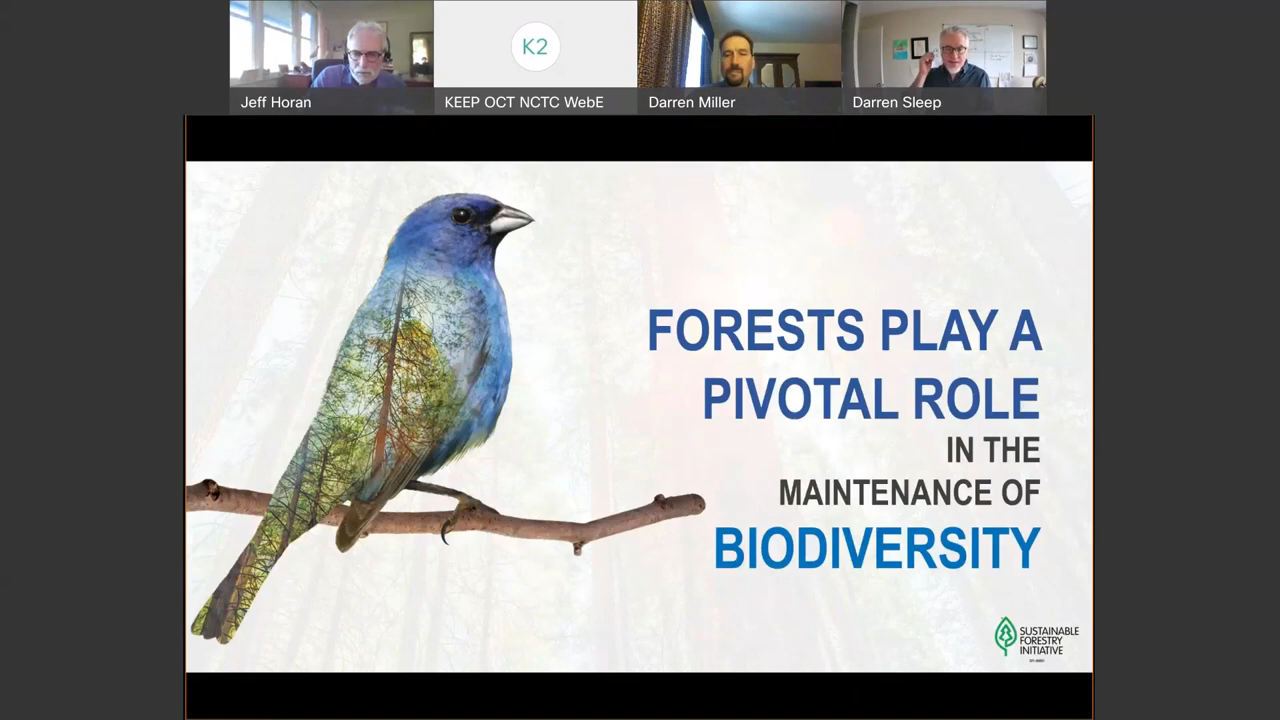 K2
Jeff Horan
KEEP OCT NCTC WebE
Darren Miller
Darren Sleep
FORESTS PLAY A
PIVOTAL ROLE
IN THE
MAINTENANCE OF
BIODIVERSITY
SUSTAINABLE
FORESTRY
INITIATIVE